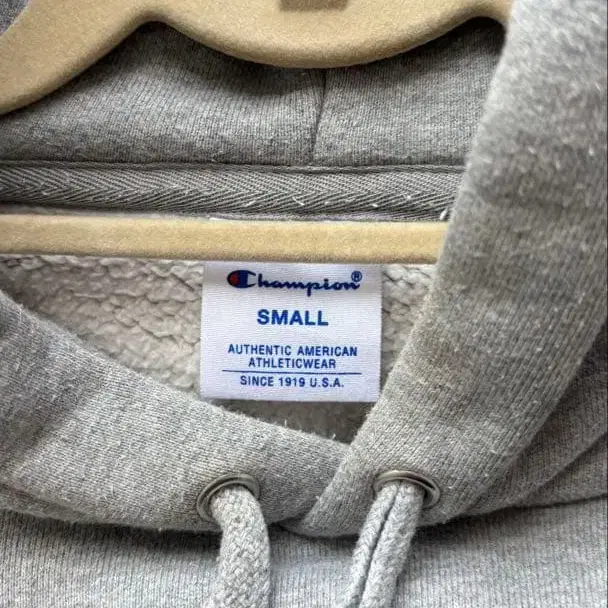 Champion®
SMALL
AUTHENTIC AMERICAN
ATHLETICWEAR
SINCE 1919 U.S.A.